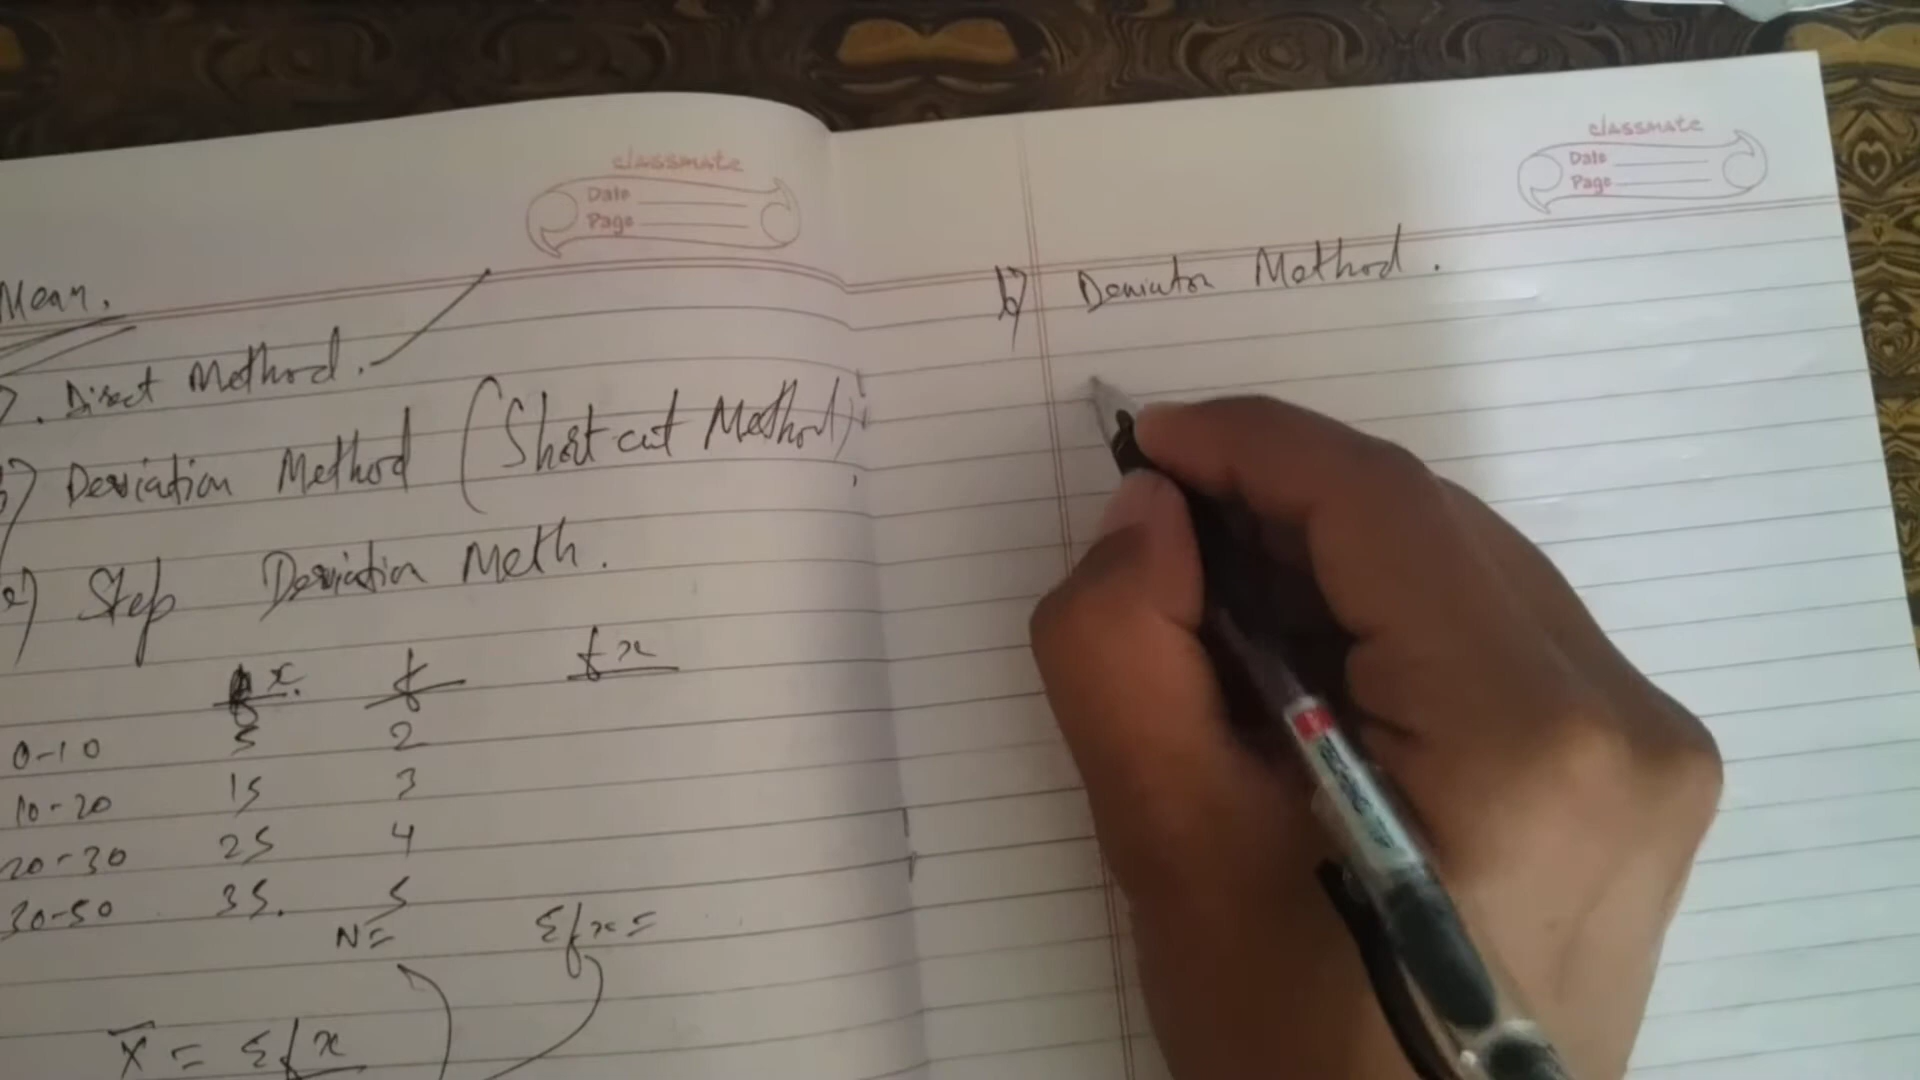 classmate
Date
Page
Mean.
Direct Method.
b) Deviation Method (Short cut Method)
c) Step Deviation Meth.
x. f fx
0-10 5 2
10-20 15 3
20-30 25 4
30-50 35. 5
N= Σfx=
X̄ = Σfx
classmate
Date
Page
b) Deviaton Method.